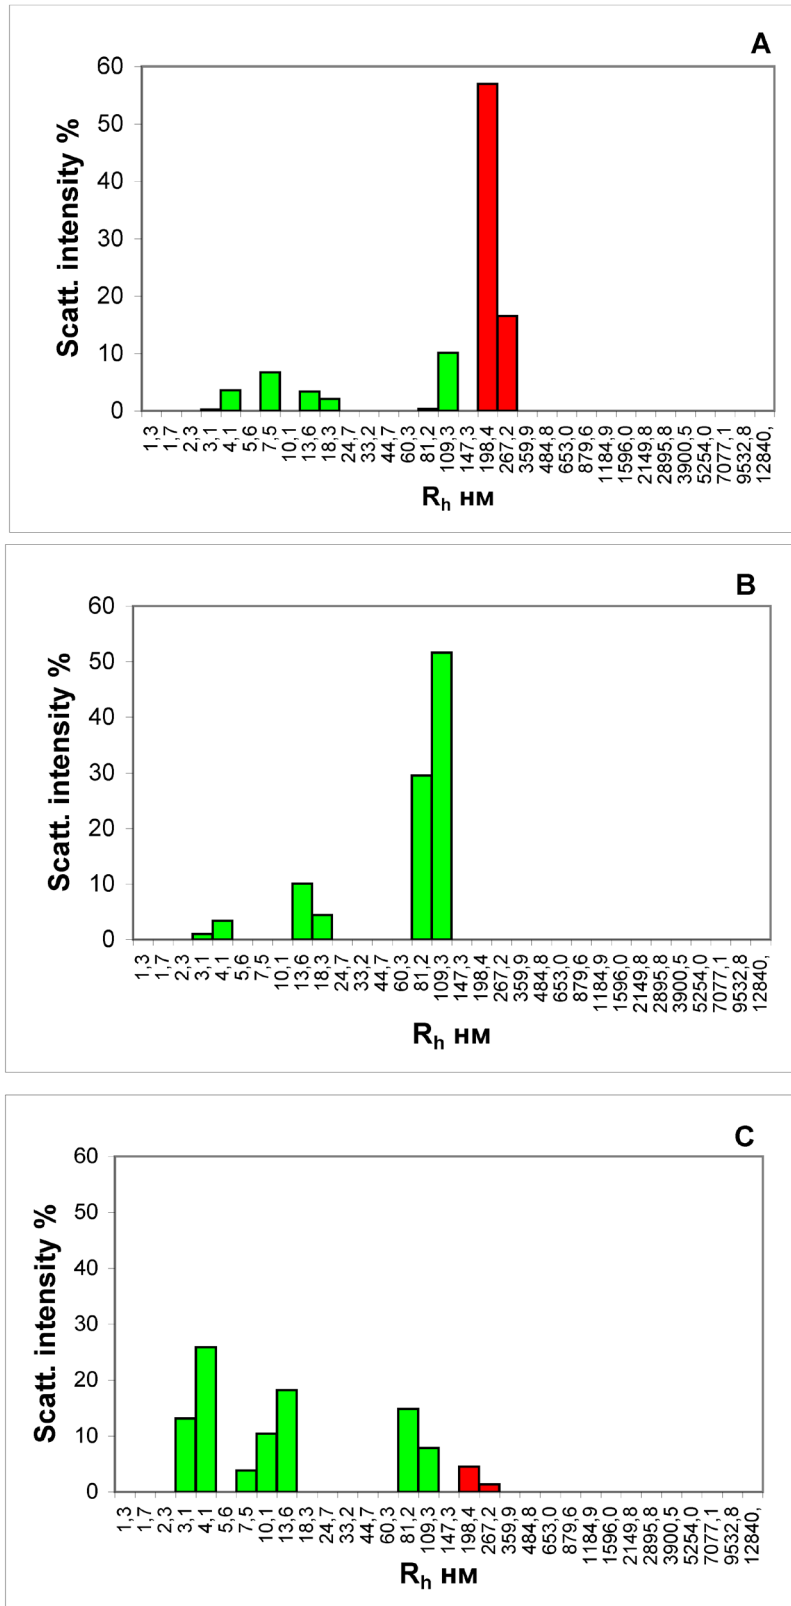 A
Scatt. intensity %
60
50
40
30
20
10
0
1,3 1,7 2,3 3,1 4,1 5,6 7,5 10,1 13,6 18,3 24,7 33,2 44,7 60,3 81,2 109,3 147,3 198,4 267,2 359,9 484,8 653,0 879,6 1184,9 1596,0 2149,8 2895,8 3900,5 5254,0 7077,1 9532,8 12840,
Rh нм
B
Scatt. intensity %
60
50
40
30
20
10
0
1,3 1,7 2,3 3,1 4,1 5,6 7,5 10,1 13,6 18,3 24,7 33,2 44,7 60,3 81,2 109,3 147,3 198,4 267,2 359,9 484,8 653,0 879,6 1184,9 1596,0 2149,8 2895,8 3900,5 5254,0 7077,1 9532,8 12840,
Rh нм
C
Scatt. intensity %
60
50
40
30
20
10
0
1,3 1,7 2,3 3,1 4,1 5,6 7,5 10,1 13,6 18,3 24,7 33,2 44,7 60,3 81,2 109,3 147,3 198,4 267,2 359,9 484,8 653,0 879,6 1184,9 1596,0 2149,8 2895,8 3900,5 5254,0 7077,1 9532,8 12840,
Rh нм